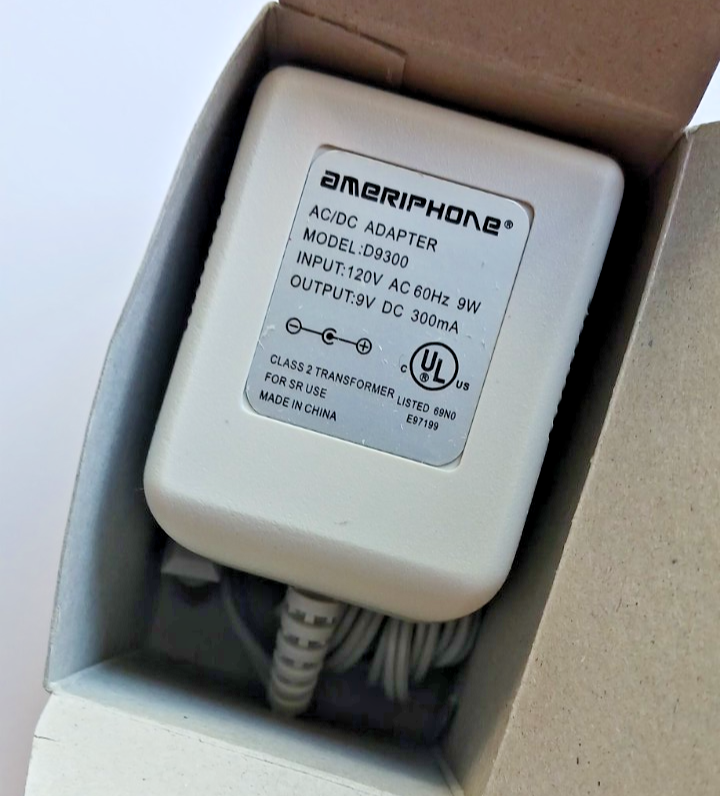 ameRIPHONe®
AC/DC ADAPTER
MODEL:D9300
INPUT:120V AC 60Hz 9W
OUTPUT:9V DC 300mA
C UL ® US
CLASS 2 TRANSFORMER
FOR SR USE
MADE IN CHINA
LISTED 69N0
E97199